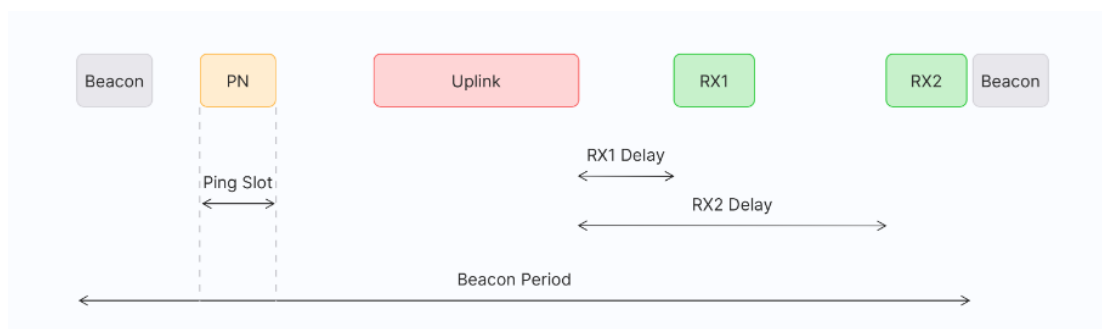 Beacon
PN
Uplink
RX1
RX2
Beacon
RX1 Delay
Ping Slot
RX2 Delay
Beacon Period